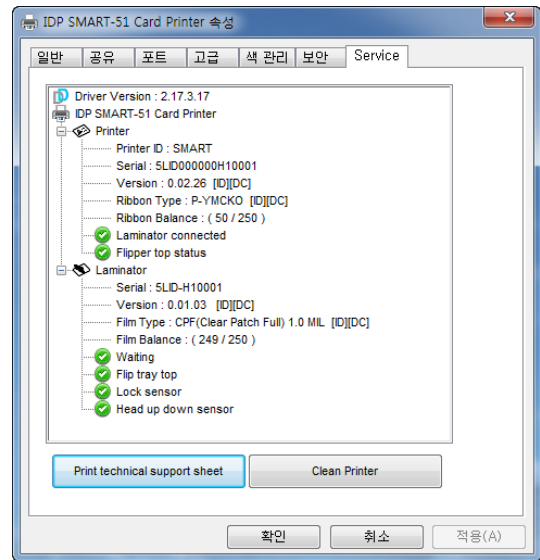 IDP SMART-51 Card Printer 속성
일반 공유 포트 고급 색 관리 보안 Service
Driver Version : 2.17.3.17
IDP SMART-51 Card Printer
Printer
Printer ID : SMART
Serial : 5LID000000H10001
Version : 0.02.26 [ID][DC]
Ribbon Type : P-YMCKO [ID][DC]
Ribbon Balance : ( 50 / 250 )
Laminator connected
Flipper top status
Laminator
Serial : 5LID-H10001
Version : 0.01.03 [ID][DC]
Film Type : CPF(Clear Patch Full) 1.0 MIL [ID][DC]
Film Balance : ( 249 / 250 )
Waiting
Flip tray top
Lock sensor
Head up down sensor
Print technical support sheet Clean Printer
확인 취소 적용(A)